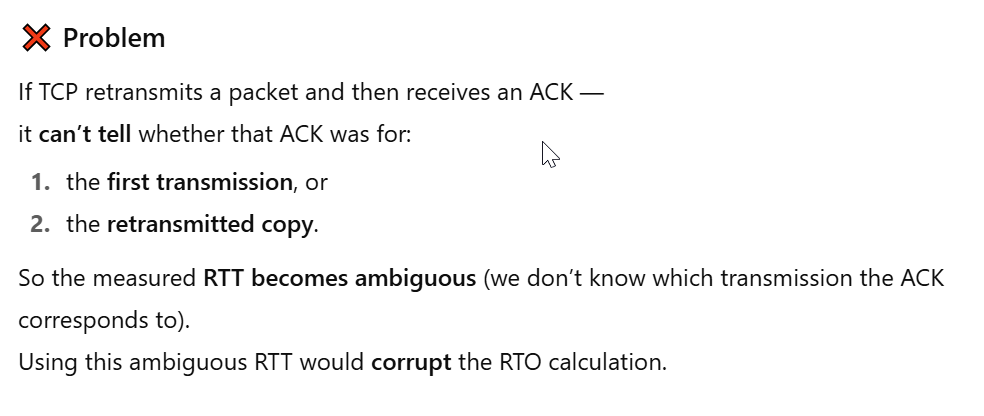 ❌ Problem
If TCP retransmits a packet and then receives an ACK —
it can’t tell whether that ACK was for:
1. the first transmission, or
2. the retransmitted copy.
So the measured RTT becomes ambiguous (we don’t know which transmission the ACK
corresponds to).
Using this ambiguous RTT would corrupt the RTO calculation.